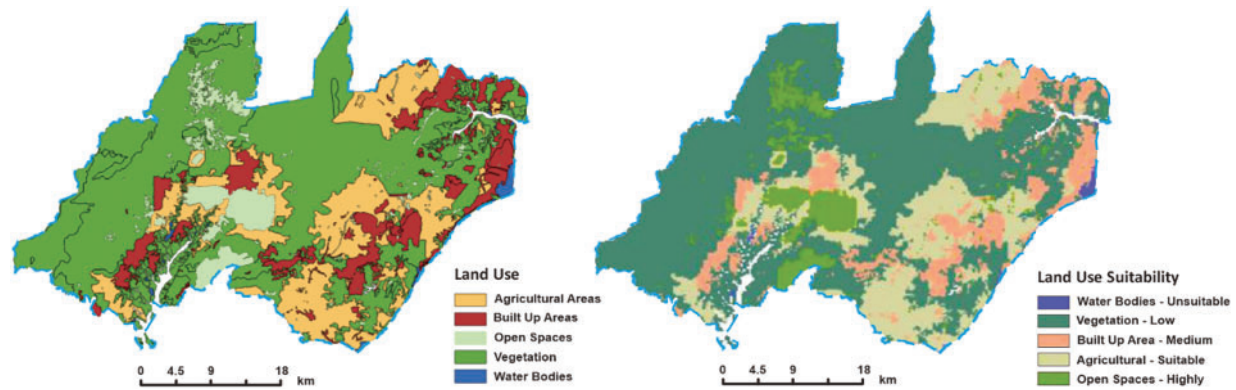 Land Use
Agricultural Areas
Built Up Areas
Open Spaces
Vegetation
Water Bodies
0 4.5 9 18
km
Land Use Suitability
Water Bodies - Unsuitable
Vegetation - Low
Built Up Area - Medium
Agricultural - Suitable
Open Spaces - Highly
0 4.5 9 18
km